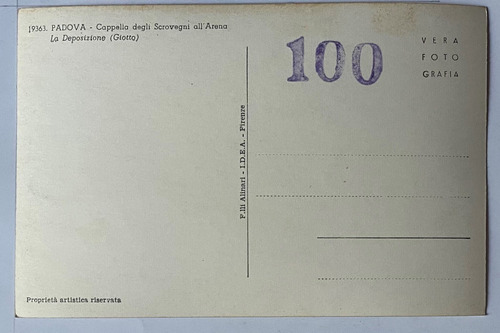 19363. PADOVA - Cappella degli Scrovegni all'Arena
La Deposizione (Giotto)
100
VERA
FOTO
GRAFIA
F.lli Alinari - I.D.E.A. - Firenze
Proprietà artistica riservata